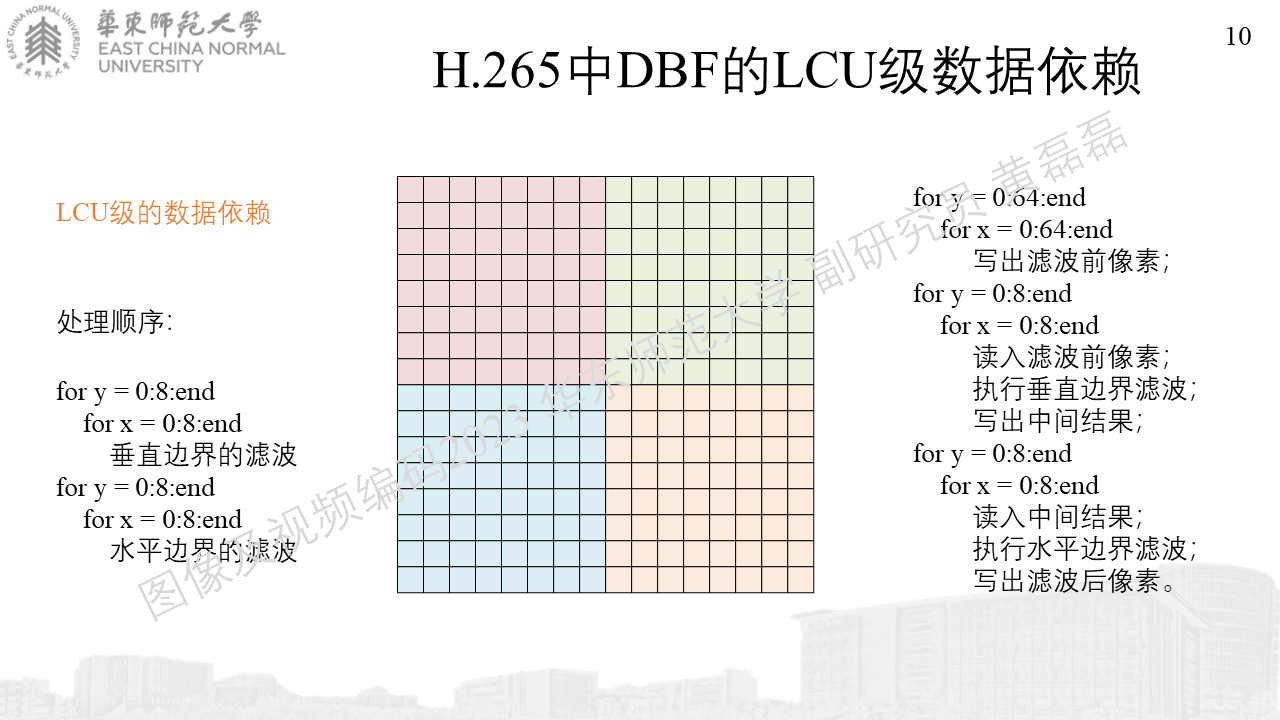 華東師范大學
EAST CHINA NORMAL
UNIVERSITY
10
H.265中DBF的LCU级数据依赖
LCU级的数据依赖
处理顺序：
for y = 0:8:end
for x = 0:8:end
垂直边界的滤波
for y = 0:8:end
for x = 0:8:end
水平边界的滤波
for y = 0:64:end
for x = 0:64:end
写出滤波前像素；
for y = 0:8:end
for x = 0:8:end
读入滤波前像素；
执行垂直边界滤波；
写出中间结果；
for y = 0:8:end
for x = 0:8:end
读入中间结果；
执行水平边界滤波；
写出滤波后像素。
图像及视频编码2023 华东师范大学 副研究员 黄磊磊